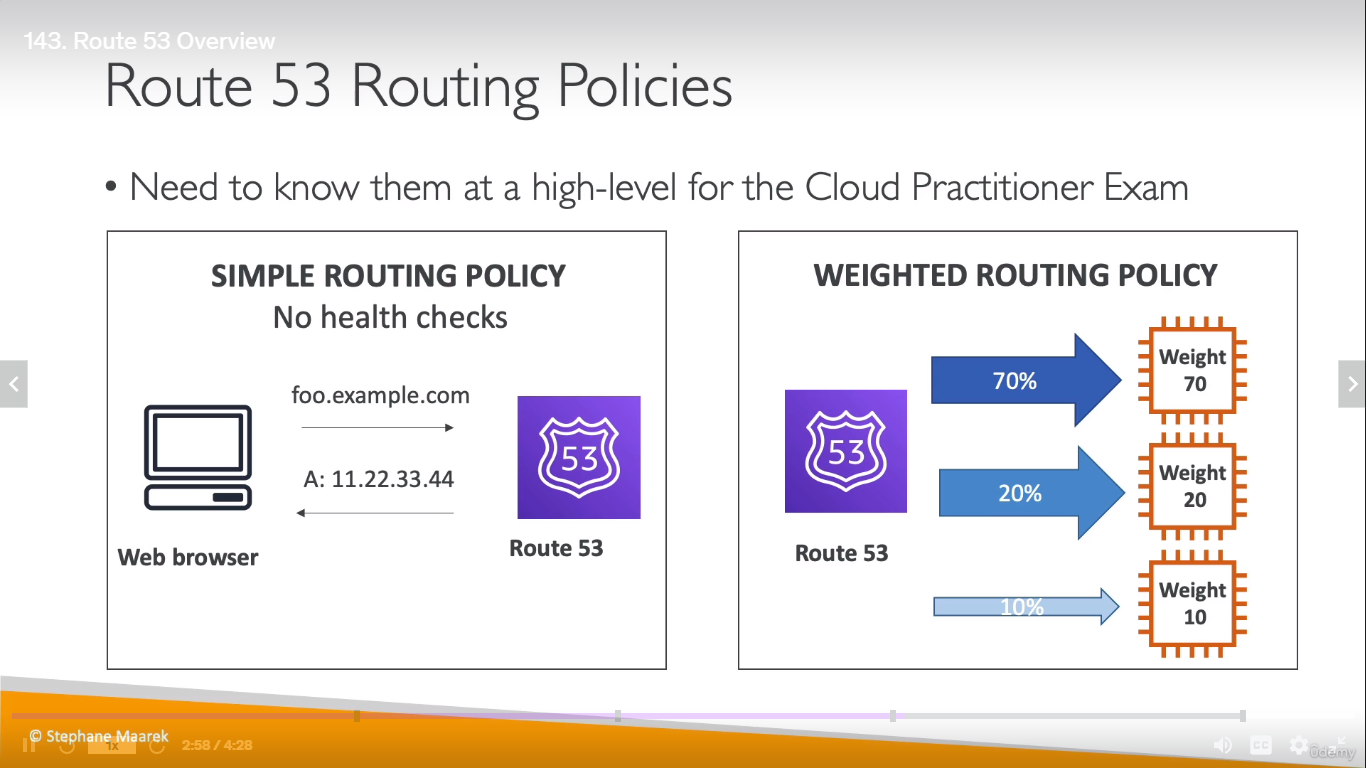 143. Route 53 Overview
Route 53 Routing Policies
• Need to know them at a high-level for the Cloud Practitioner Exam
SIMPLE ROUTING POLICY
No health checks
foo.example.com
A: 11.22.33.44
53
Web browser
Route 53
WEIGHTED ROUTING POLICY
53
Route 53
70%
20%
10%
Weight
70
Weight
20
Weight
10
© Stephane Maarek
1x
2:58 / 4:28
CC
ûdemy